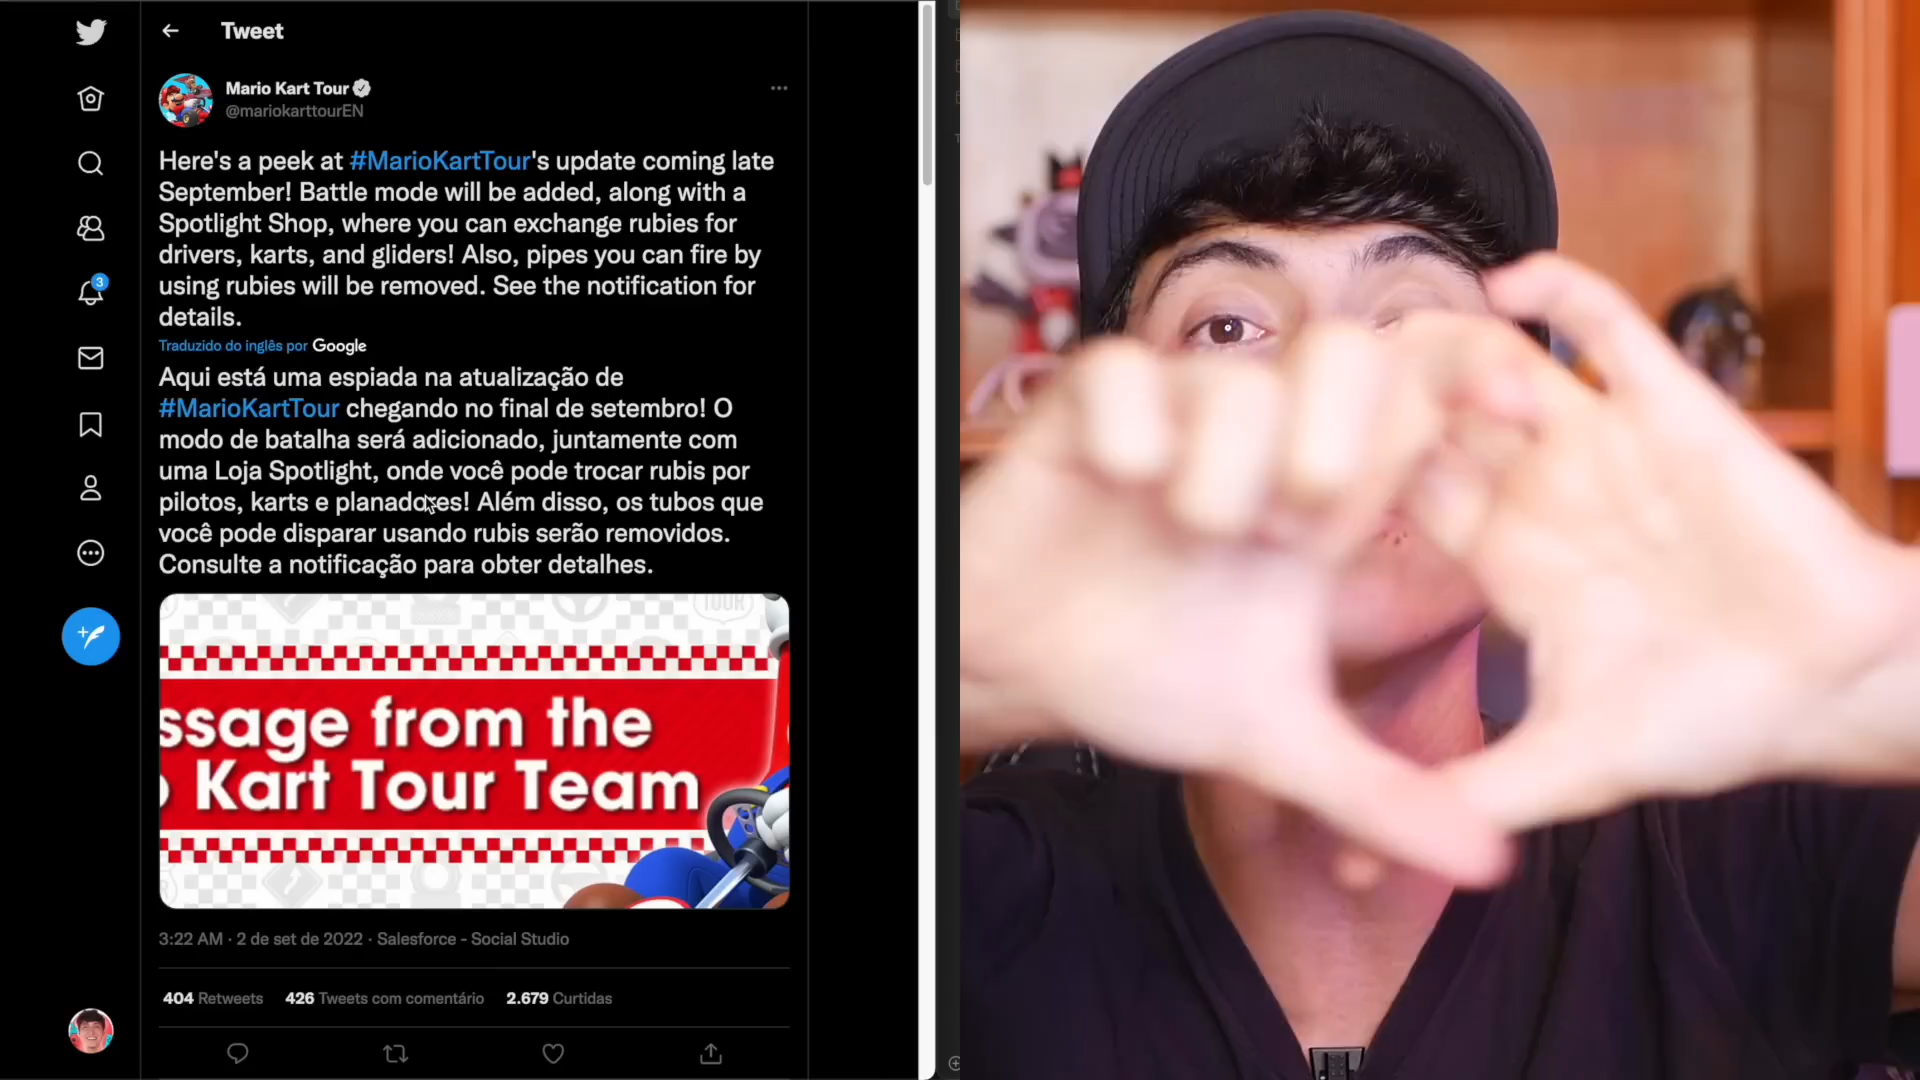 Tweet
Mario Kart Tour
@mariokarttourEN
Here's a peek at #MarioKartTour's update coming late
September! Battle mode will be added, along with a
Spotlight Shop, where you can exchange rubies for
drivers, karts, and gliders! Also, pipes you can fire by
using rubies will be removed. See the notification for
details.
Traduzido do inglês por Google
Aqui está uma espiada na atualização de
#MarioKartTour chegando no final de setembro! O
modo de batalha será adicionado, juntamente com
uma Loja Spotlight, onde você pode trocar rubis por
pilotos, karts e planadores! Além disso, os tubos que
você pode disparar usando rubis serão removidos.
Consulte a notificação para obter detalhes.
3
TOUR
ssage from the
o Kart Tour Team
3:22 AM · 2 de set de 2022 · Salesforce - Social Studio
404 Retweets 426 Tweets com comentário 2.679 Curtidas